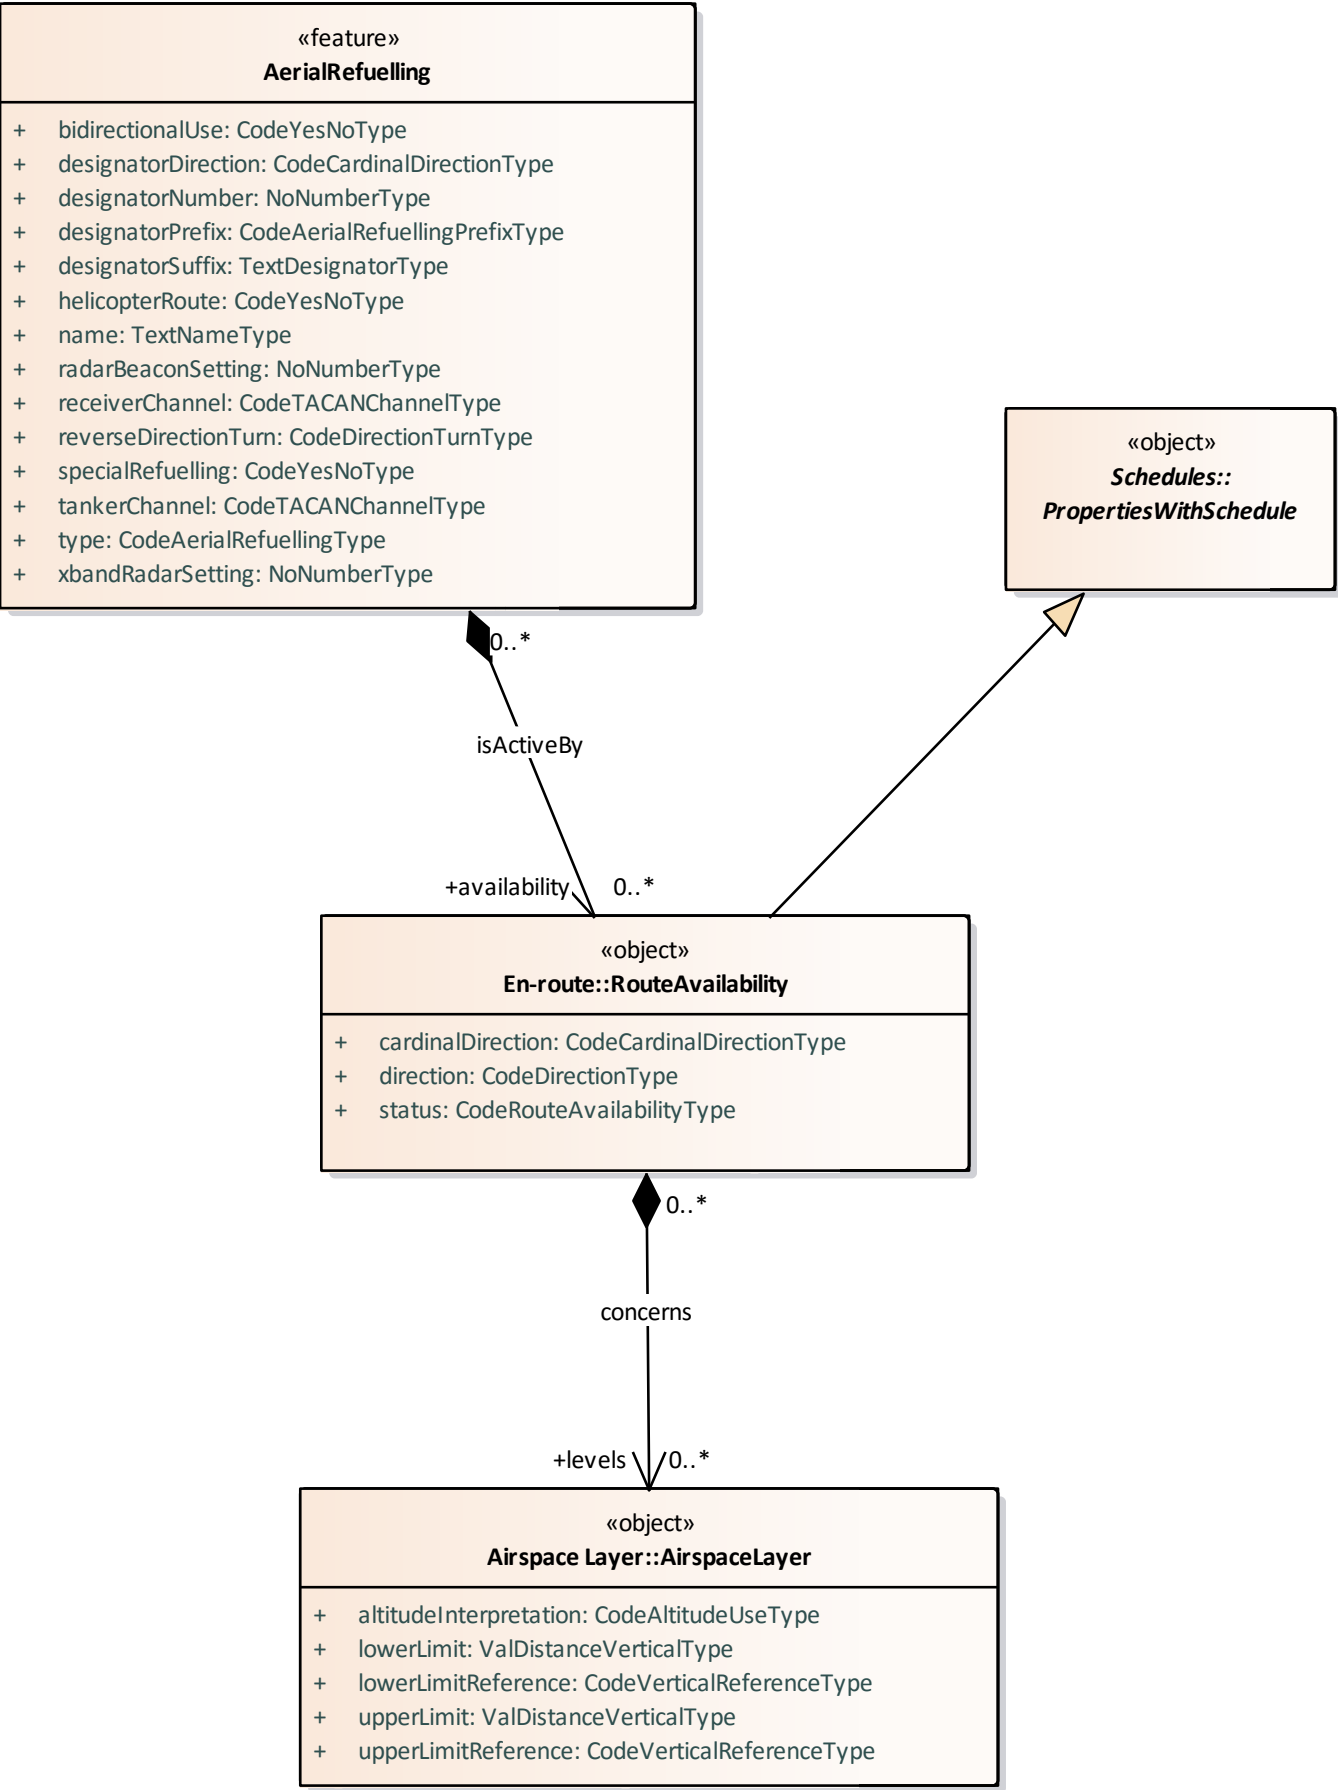 «feature»
AerialRefuelling
+ bidirectionalUse: CodeYesNoType
+ designatorDirection: CodeCardinalDirectionType
+ designatorNumber: NoNumberType
+ designatorPrefix: CodeAerialRefuellingPrefixType
+ designatorSuffix: TextDesignatorType
+ helicopterRoute: CodeYesNoType
+ name: TextNameType
+ radarBeaconSetting: NoNumberType
+ receiverChannel: CodeTACANChannelType
+ reverseDirectionTurn: CodeDirectionTurnType
+ specialRefuelling: CodeYesNoType
+ tankerChannel: CodeTACANChannelType
+ type: CodeAerialRefuellingType
+ xbandRadarSetting: NoNumberType
«object»
Schedules::
PropertiesWithSchedule
0..*
isActiveBy
+availability 0..*
«object»
En-route::RouteAvailability
+ cardinalDirection: CodeCardinalDirectionType
+ direction: CodeDirectionType
+ status: CodeRouteAvailabilityType
0..*
concerns
+levels 0..*
«object»
Airspace Layer::AirspaceLayer
+ altitudeInterpretation: CodeAltitudeUseType
+ lowerLimit: ValDistanceVerticalType
+ lowerLimitReference: CodeVerticalReferenceType
+ upperLimit: ValDistanceVerticalType
+ upperLimitReference: CodeVerticalReferenceType